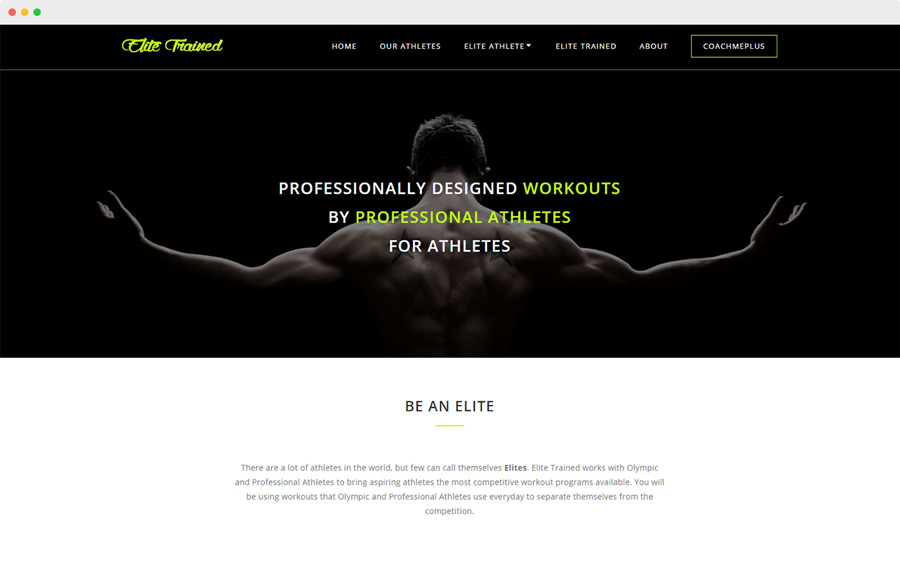 Elite Trained
HOME OUR ATHLETES ELITE ATHLETE ELITE TRAINED ABOUT COACHMEPLUS
PROFESSIONALLY DESIGNED WORKOUTS
BY PROFESSIONAL ATHLETES
FOR ATHLETES
BE AN ELITE
There are a lot of athletes in the world, but few can call themselves Elites. Elite Trained works with Olympic
and Professional Athletes to bring aspiring athletes the most competitive workout programs available. You will
be using workouts that Olympic and Professional Athletes use everyday to separate themselves from the
competition.